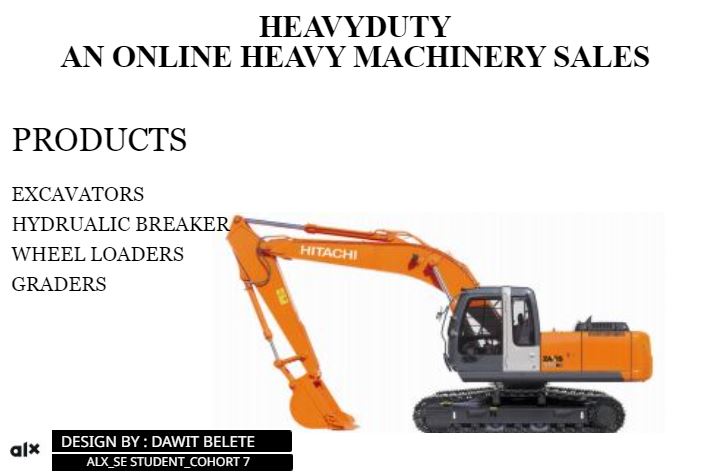 HEAVYDUTY
AN ONLINE HEAVY MACHINERY SALES
PRODUCTS
EXCAVATORS
HYDRUALIC BREAKER
WHEEL LOADERS
GRADERS
HITACHI
alx
DESIGN BY : DAWIT BELETE
ALX_SE STUDENT_COHORT 7